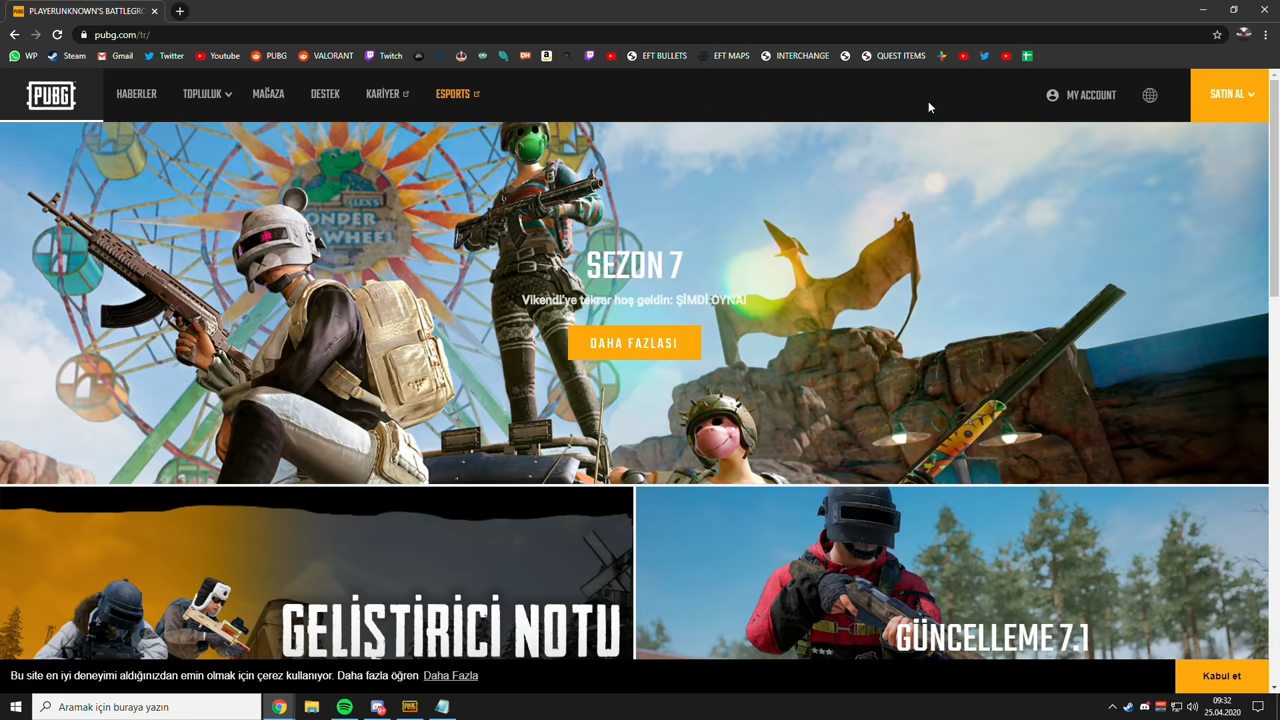 PLAYERUNKNOWN'S BATTLEGR
pubg.com/tr/
WP Steam Gmail Twitter Youtube PUBG VALORANT Twitch EFT BULLETS EFT MAPS INTERCHANGE QUEST ITEMS
PUBG HABERLER TOPLULUK MAĞAZA DESTEK KARİYER ESPORTS MY ACCOUNT SATIN AL
ALEX'S
WONDER
WHEEL
SEZON 7
Vikendi'ye tekrar hoş geldin: ŞİMDİ OYNA!
DAHA FAZLASI
GELİŞTİRİCİ NOTU
GÜNCELLEME 7.1
Bu site en iyi deneyimi aldığınızdan emin olmak için çerez kullanıyor. Daha fazla öğren Daha Fazla
Kabul et
Aramak için buraya yazın
09:32
25.04.2020